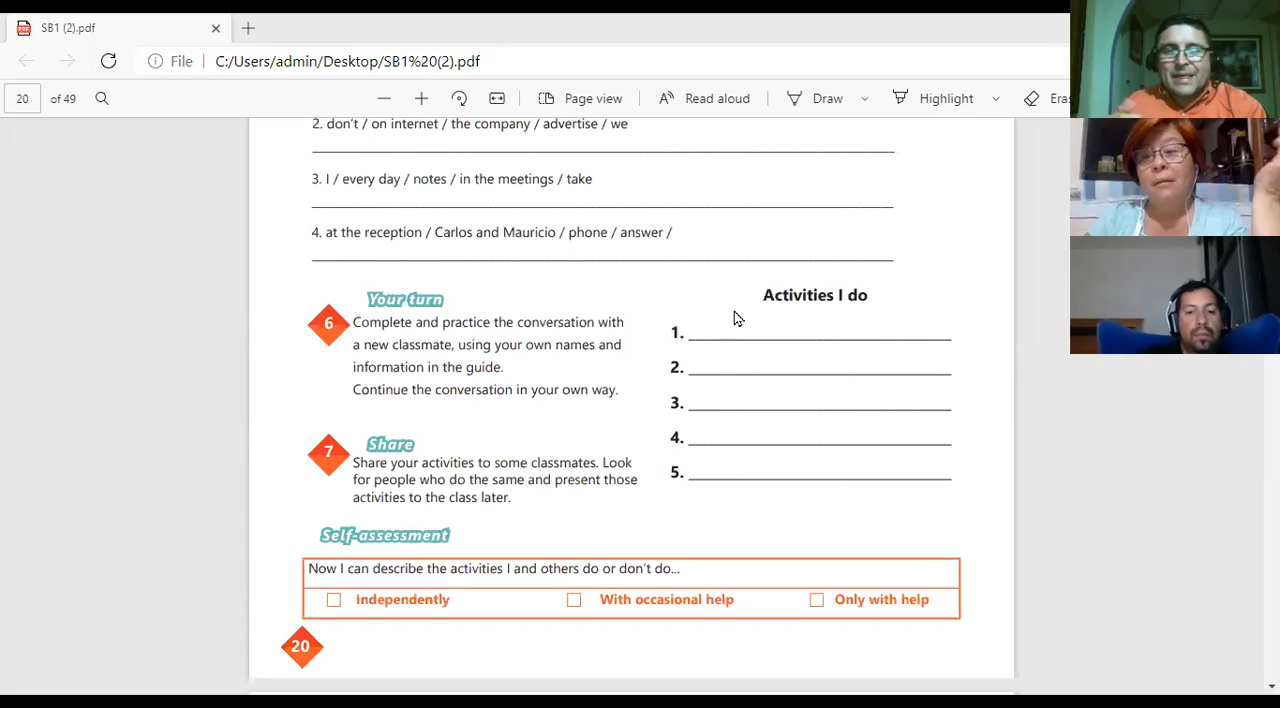 SB1 (2).pdf
File
C:/Users/admin/Desktop/SB1%20(2).pdf
20 of 49
Page view
Read aloud
Draw
Highlight
Eras
2. don't / on internet / the company / advertise / we
3. I / every day / notes / in the meetings / take
4. at the reception / Carlos and Mauricio / phone / answer /
6
Your turn
Complete and practice the conversation with
a new classmate, using your own names and
information in the guide.
Continue the conversation in your own way.
7
Share
Share your activities to some classmates. Look
for people who do the same and present those
activities to the class later.
Activities I do
1.
2.
3.
4.
5.
Self-assessment
Now I can describe the activities I and others do or don't do...
Independently
With occasional help
Only with help
20